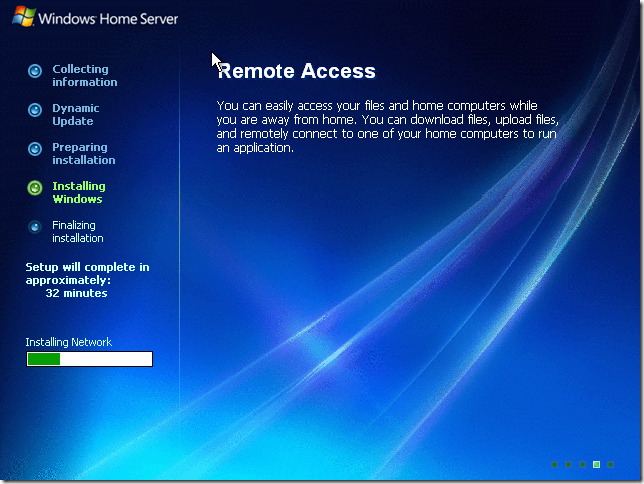 Windows Home Server
Collecting
information
Dynamic
Update
Preparing
installation
Installing
Windows
Finalizing
installation
Setup will complete in
approximately:
32 minutes
Installing Network
Remote Access
You can easily access your files and home computers while
you are away from home. You can download files, upload files,
and remotely connect to one of your home computers to run
an application.